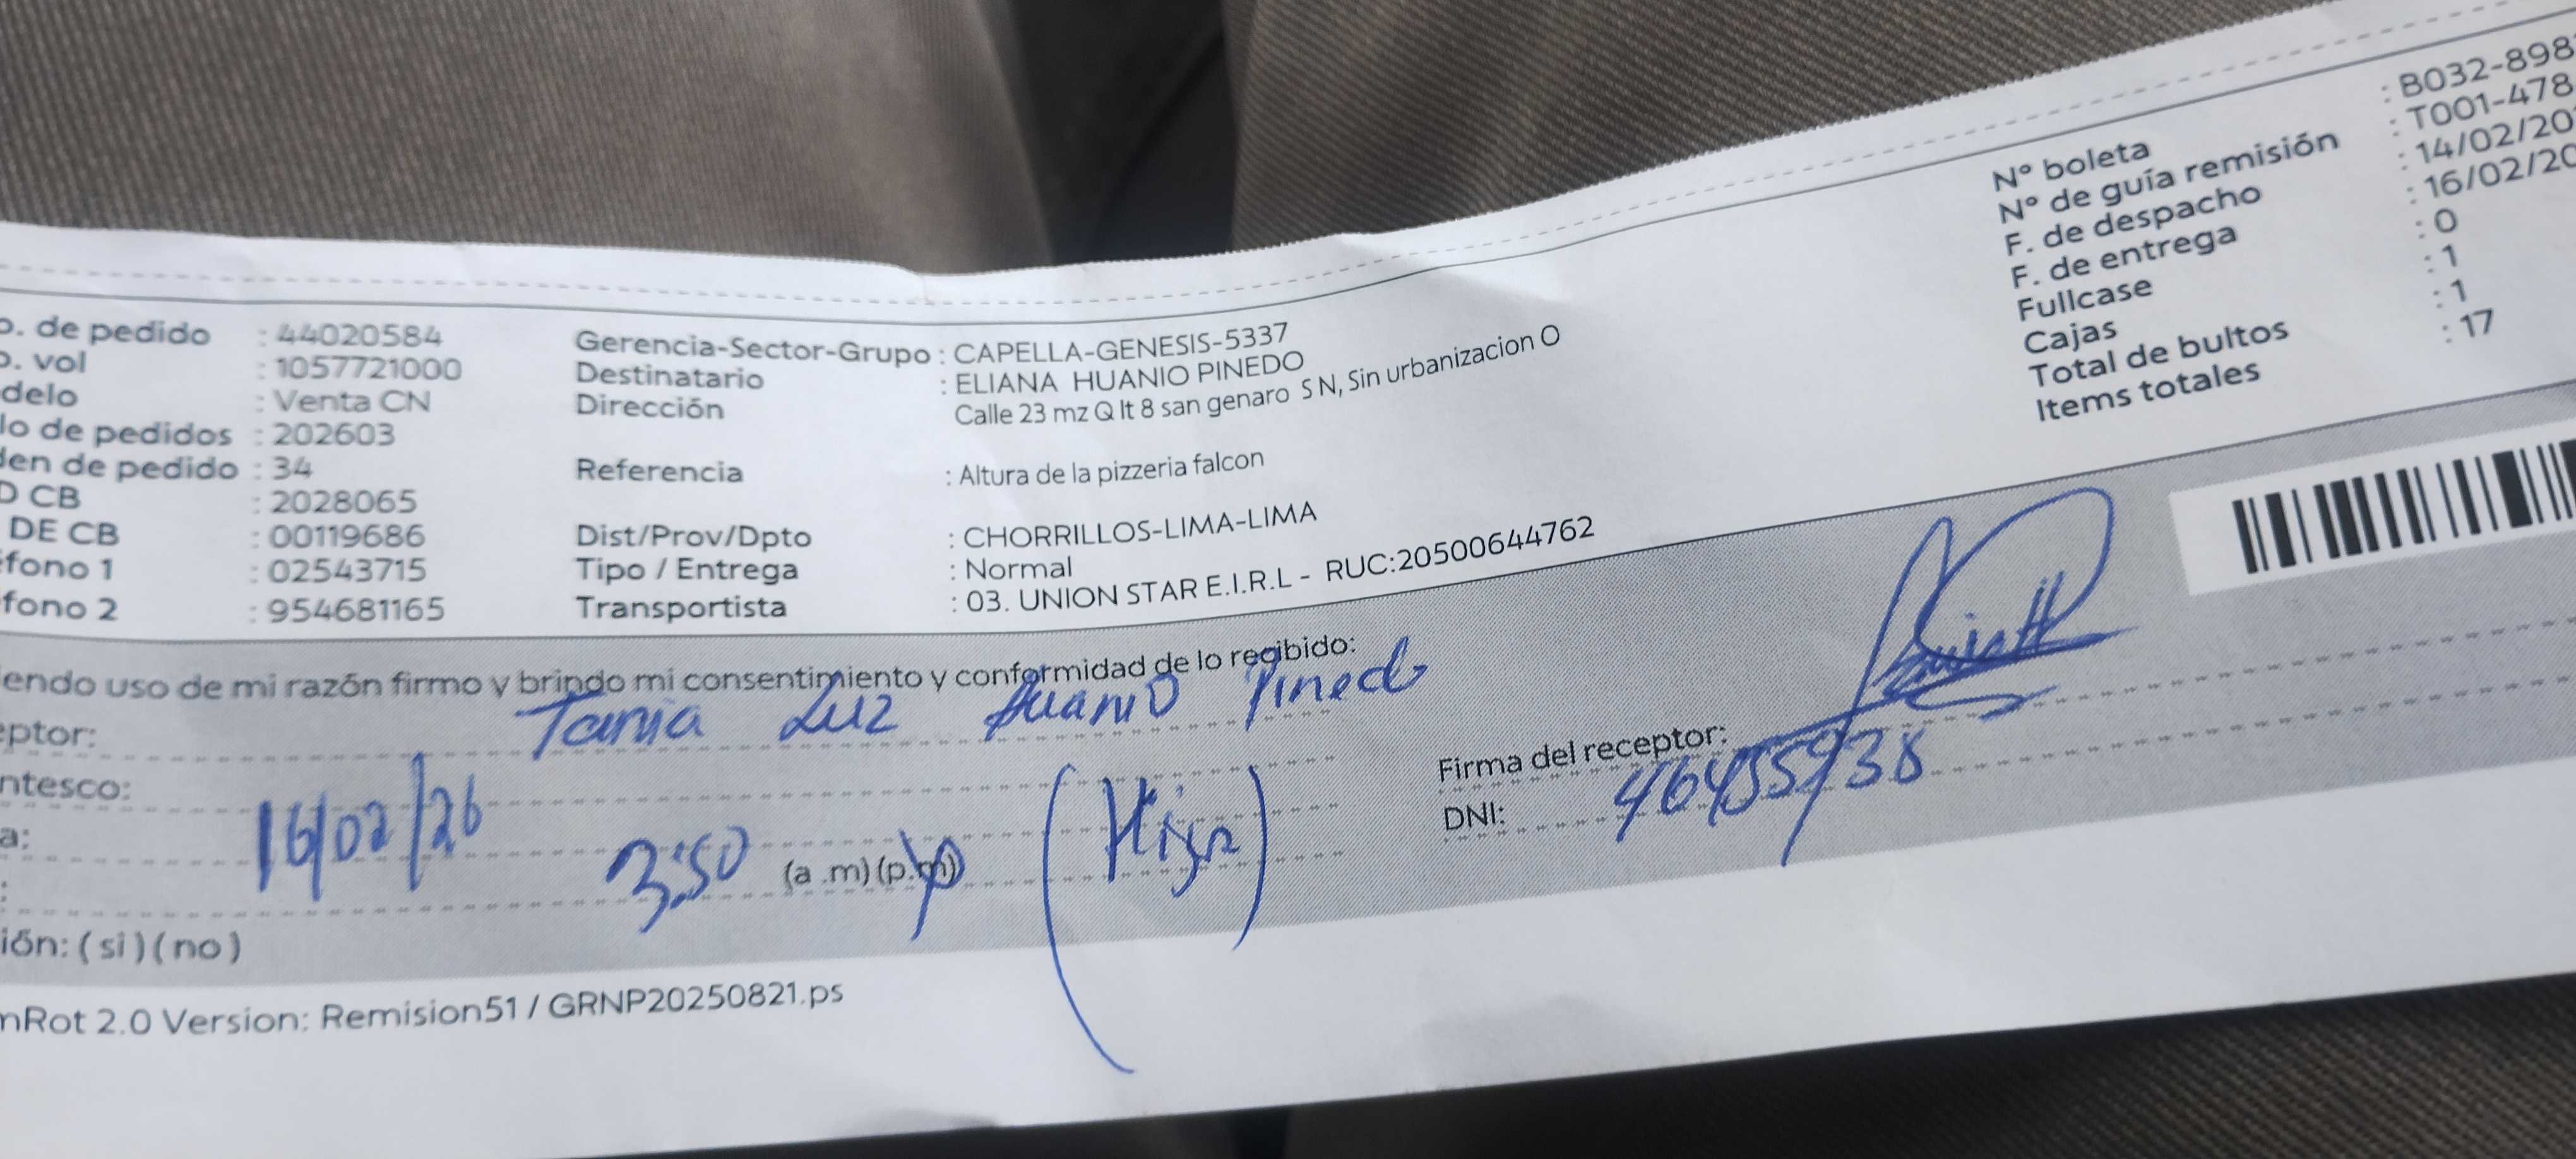 o. de pedido : 44020584
o. vol : 1057721000
delo : Venta CN
lo de pedidos : 202603
den de pedido : 34
D CB : 2028065
DE CB : 00119686
éfono 1 : 02543715
fono 2 : 954681165
Gerencia-Sector-Grupo : CAPELLA-GENESIS-5337
Destinatario : ELIANA HUANIO PINEDO
Dirección Calle 23 mz Q lt 8 san genaro S N, Sin urbanizacion O
Referencia : Altura de la pizzeria falcon
Dist/Prov/Dpto : CHORRILLOS-LIMA-LIMA
Tipo / Entrega : Normal
Transportista : 03. UNION STAR E.I.R.L - RUC:20500644762
Nº boleta : B032-898
Nº de guía remisión : T001-478
F. de despacho : 14/02/20
F. de entrega : 16/02/20
Fullcase : 0
Cajas : 1
Total de bultos : 1
Items totales : 17
iendo uso de mi razón firmo y brindo mi consentimiento y conformidad de lo recibido:
eptor: Tania Luz Huanio Pinedo
ntesco: (Hija)
a: 16/02/26
: 3:50 (a .m) (p.m)
Firma del receptor:
DNI:
ión: ( si ) ( no )
nRot 2.0 Version: Remision51 / GRNP20250821.ps